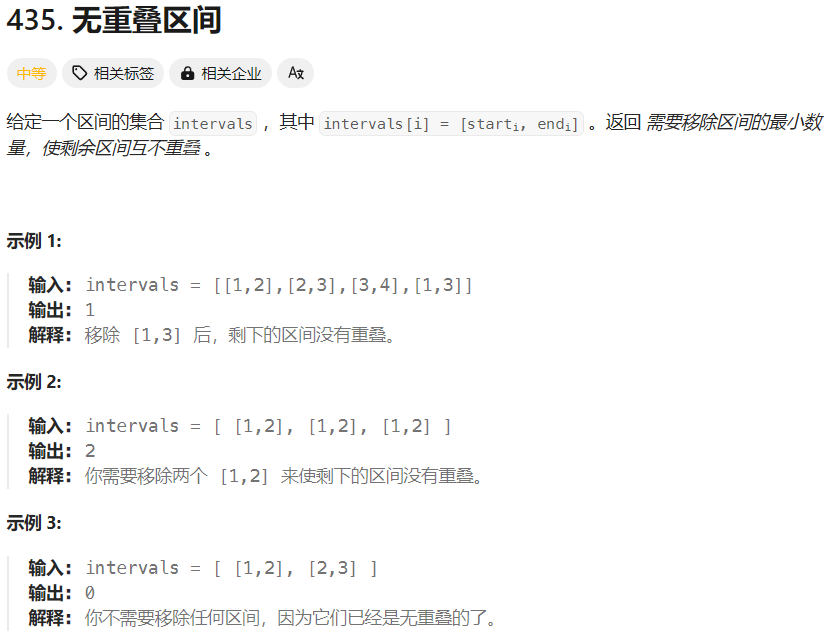 435. 无重叠区间
中等 相关标签 相关企业 Aあ
给定一个区间的集合 intervals ，其中 intervals[i] = [starti, endi] 。返回 需要移除区间的最小数
量，使剩余区间互不重叠 。
示例 1:
输入: intervals = [[1,2],[2,3],[3,4],[1,3]]
输出: 1
解释: 移除 [1,3] 后，剩下的区间没有重叠。
示例 2:
输入: intervals = [ [1,2], [1,2], [1,2] ]
输出: 2
解释: 你需要移除两个 [1,2] 来使剩下的区间没有重叠。
示例 3:
输入: intervals = [ [1,2], [2,3] ]
输出: 0
解释: 你不需要移除任何区间，因为它们已经是无重叠的了。